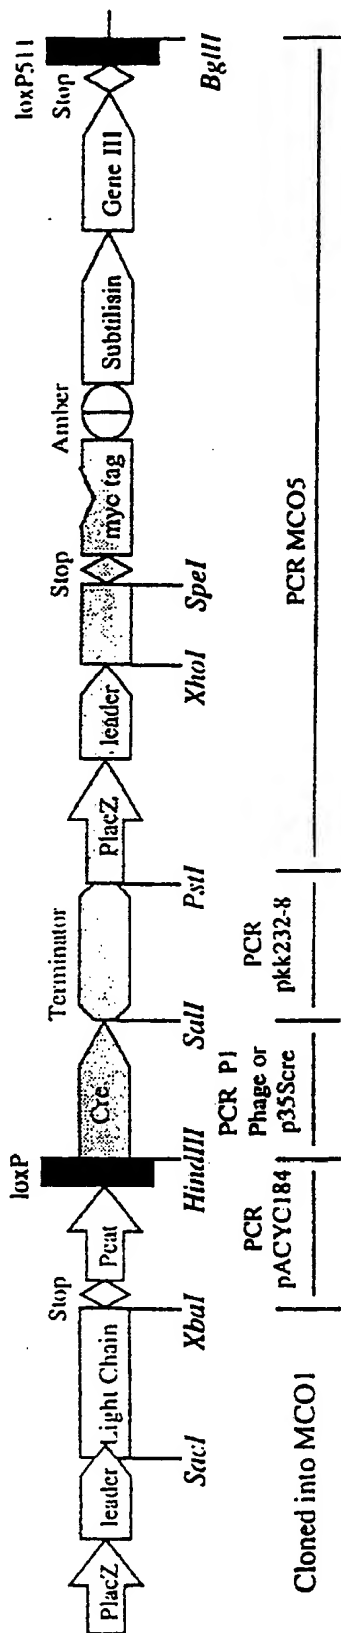 PlacZ
leader
Light Chain
Stop
Pcat
loxP
Cre
Terminator
PlacZ
leader
Stop
myc tag
Amber
Subtilisin
Gene III
Stop
loxP511
SacI
XbaI
HindIII
SalI
PstI
XhoI
SpeI
BglII
Cloned into MCO1
PCR
pACYC184
PCR P1
Phage or
p35Scre
PCR
pkk232-8
PCR MCO5